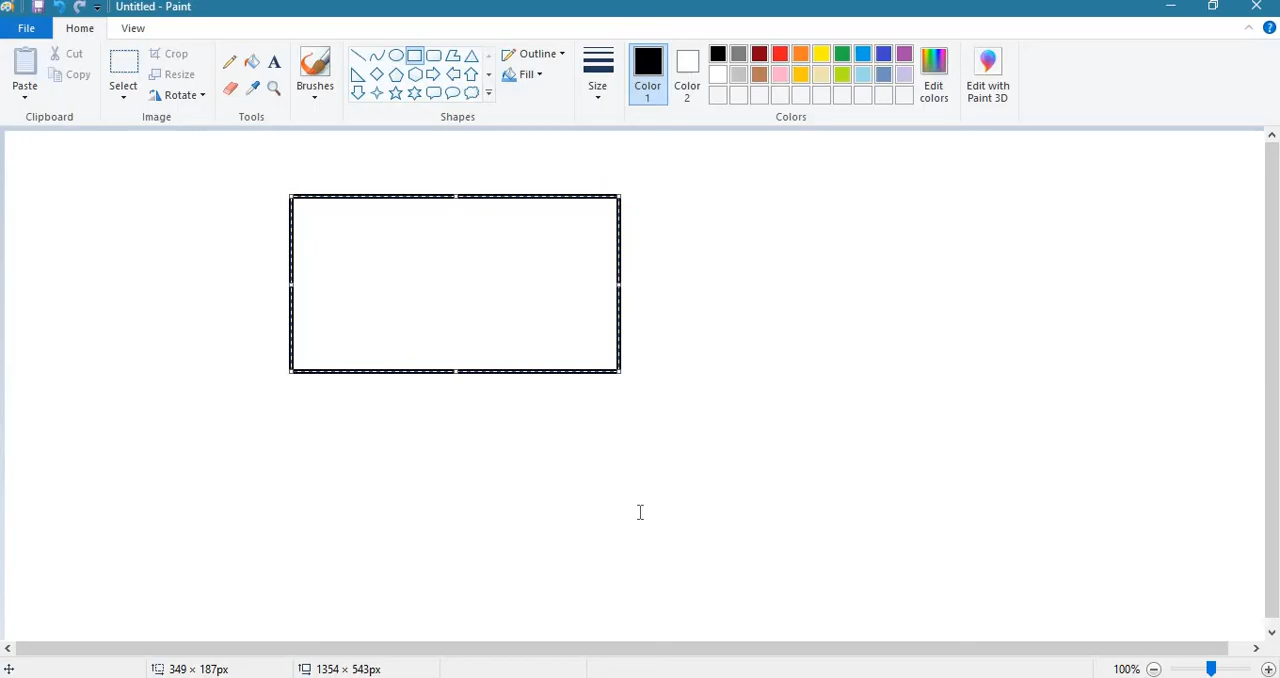 Untitled - Paint
File Home View
Paste
Cut
Copy
Clipboard
Select
Crop
Resize
Rotate
Image
A
Tools
Brushes
Shapes
Outline
Fill
Size
Color 1
Color 2
Edit colors
Colors
Edit with Paint 3D
349 × 187px
1354 × 543px
100%